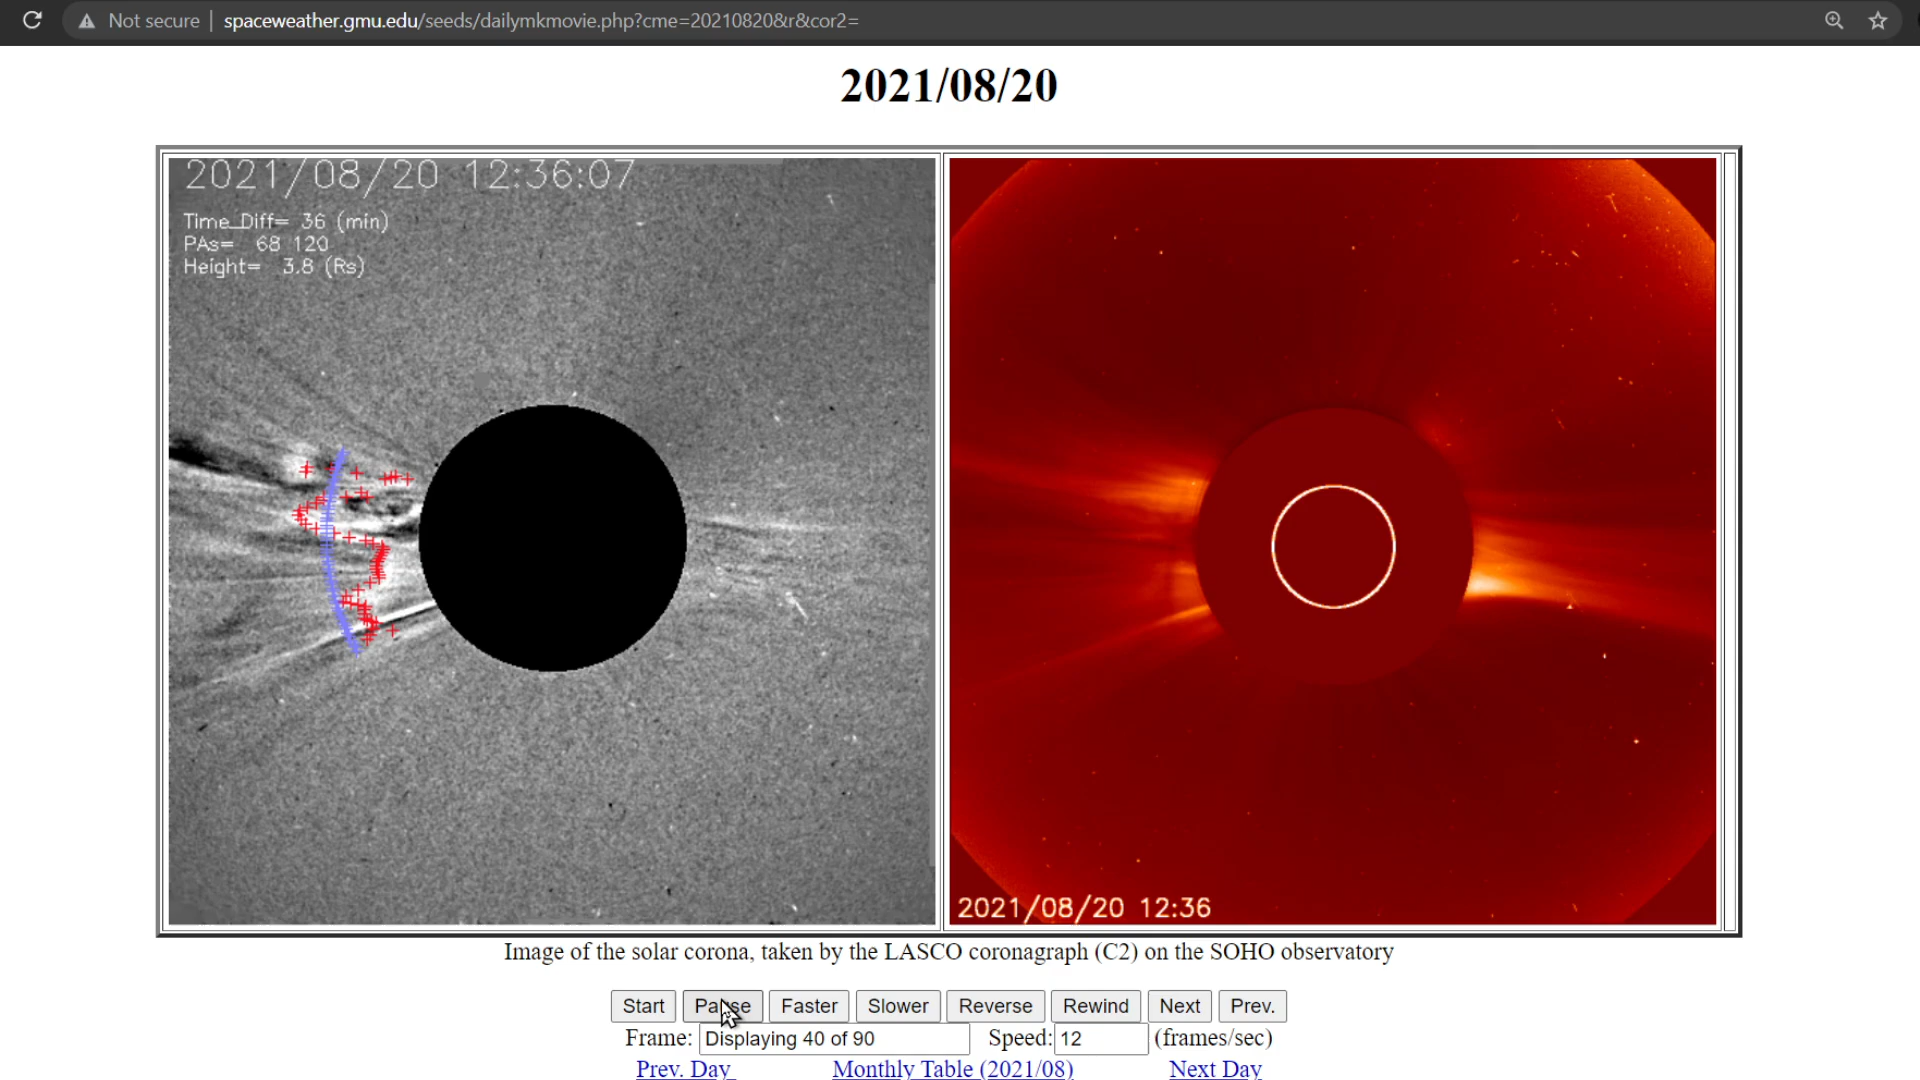 Not secure | spaceweather.gmu.edu/seeds/dailymkmovie.php?cme=20210820&r&cor2=
2021/08/20
2021/08/20 12:36:07
Time_Diff= 36 (min)
PAs= 68 120
Height= 3.8 (Rs)
2021/08/20 12:36
Image of the solar corona, taken by the LASCO coronagraph (C2) on the SOHO observatory
Start Pause Faster Slower Reverse Rewind Next Prev.
Frame: Displaying 40 of 90 Speed: 12 (frames/sec)
Prev. Day Monthly Table (2021/08) Next Day